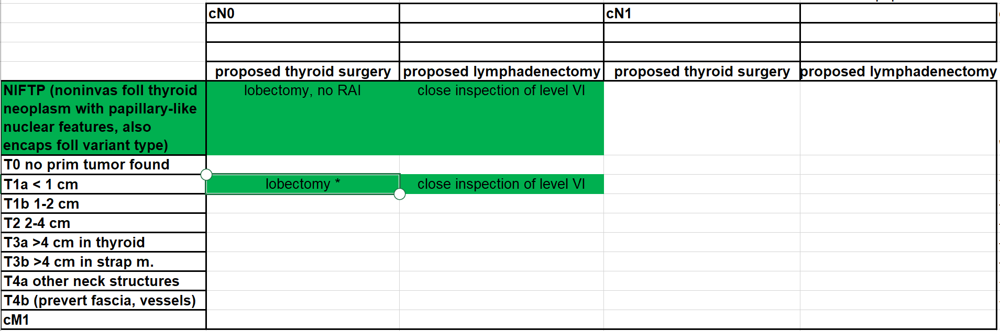 cN0 cN1
proposed thyroid surgery proposed lymphadenectomy proposed thyroid surgery proposed lymphadenectomy
NIFTP (noninvas foll thyroid lobectomy, no RAI close inspection of level VI
neoplasm with papillary-like
nuclear features, also
encaps foll variant type)
T0 no prim tumor found
T1a < 1 cm lobectomy * close inspection of level VI
T1b 1-2 cm
T2 2-4 cm
T3a >4 cm in thyroid
T3b >4 cm in strap m.
T4a other neck structures
T4b (prevert fascia, vessels)
cM1